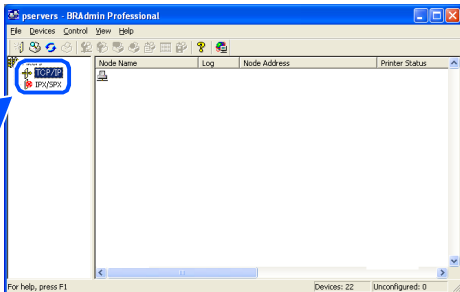 pservers - BRAdmin Professional
File Devices Control View Help
Node Name Log Node Address Printer Status
TCP/IP
IPX/SPX
For help, press F1 Devices: 22 Unconfigured: 0